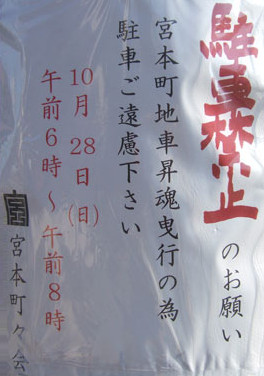 駐車禁止のお願い
宮本町地車昇魂曳行の為
駐車ご遠慮下さい
10月28日(日)
午前6時〜午前8時
宮本町々会